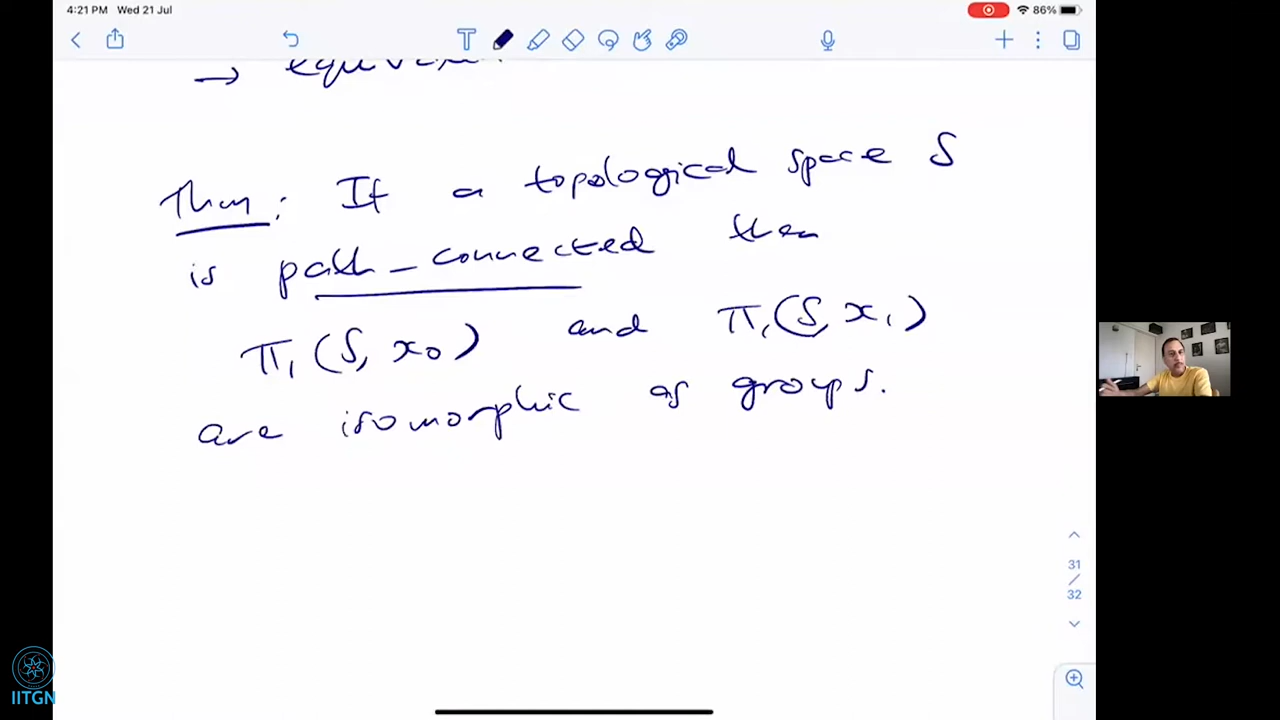 4:21 PM Wed 21 Jul
86%
→
Thm: If a topological space S
is path-connected then
π₁(S, x₀) and π₁(S, x₁)
are isomorphic as groups.
31
/
32
IITGN